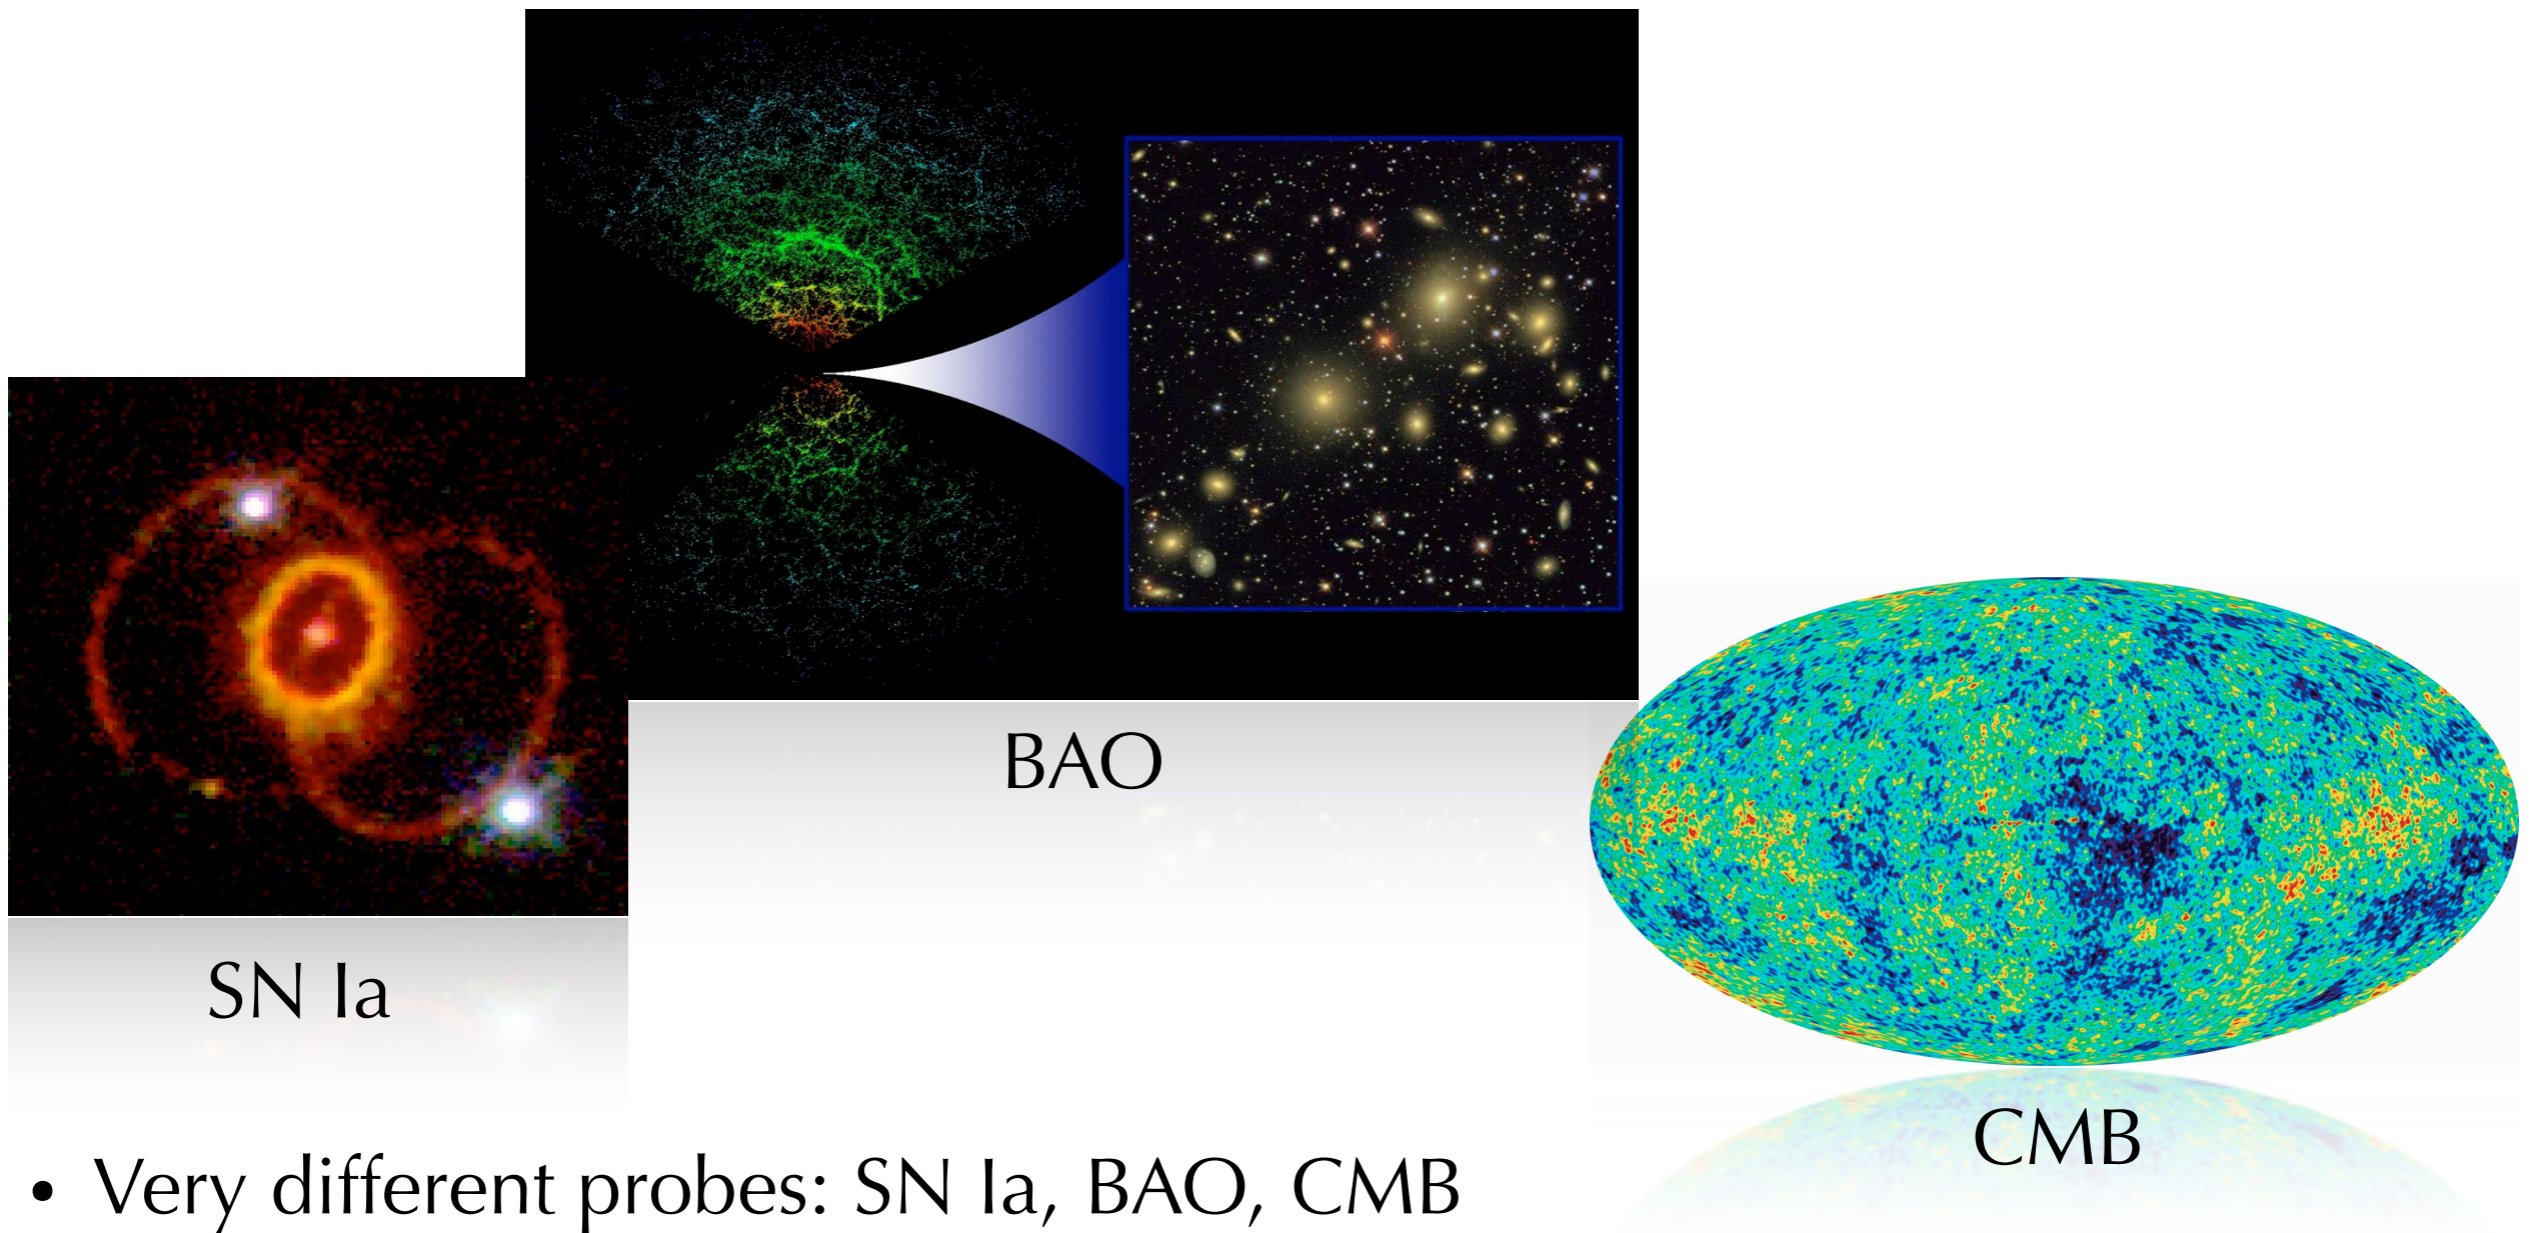 BAO
SN Ia
CMB
• Very different probes: SN Ia, BAO, CMB